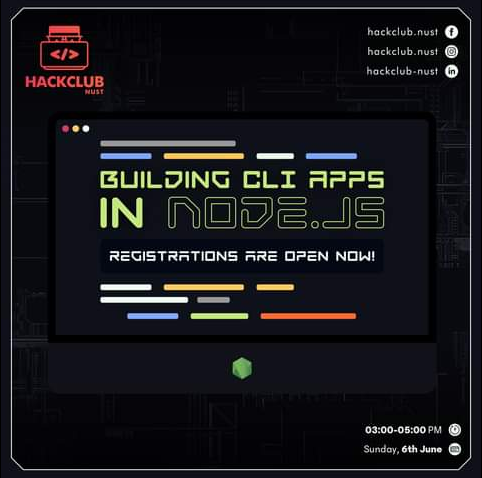 </>
HACKCLUB
NUST
hackclub.nust
hackclub.nust
hackclub-nust
BUILDING CLI APPS
IN NODE.JS
REGISTRATIONS ARE OPEN NOW!
03:00-05:00 PM
Sunday, 6th June